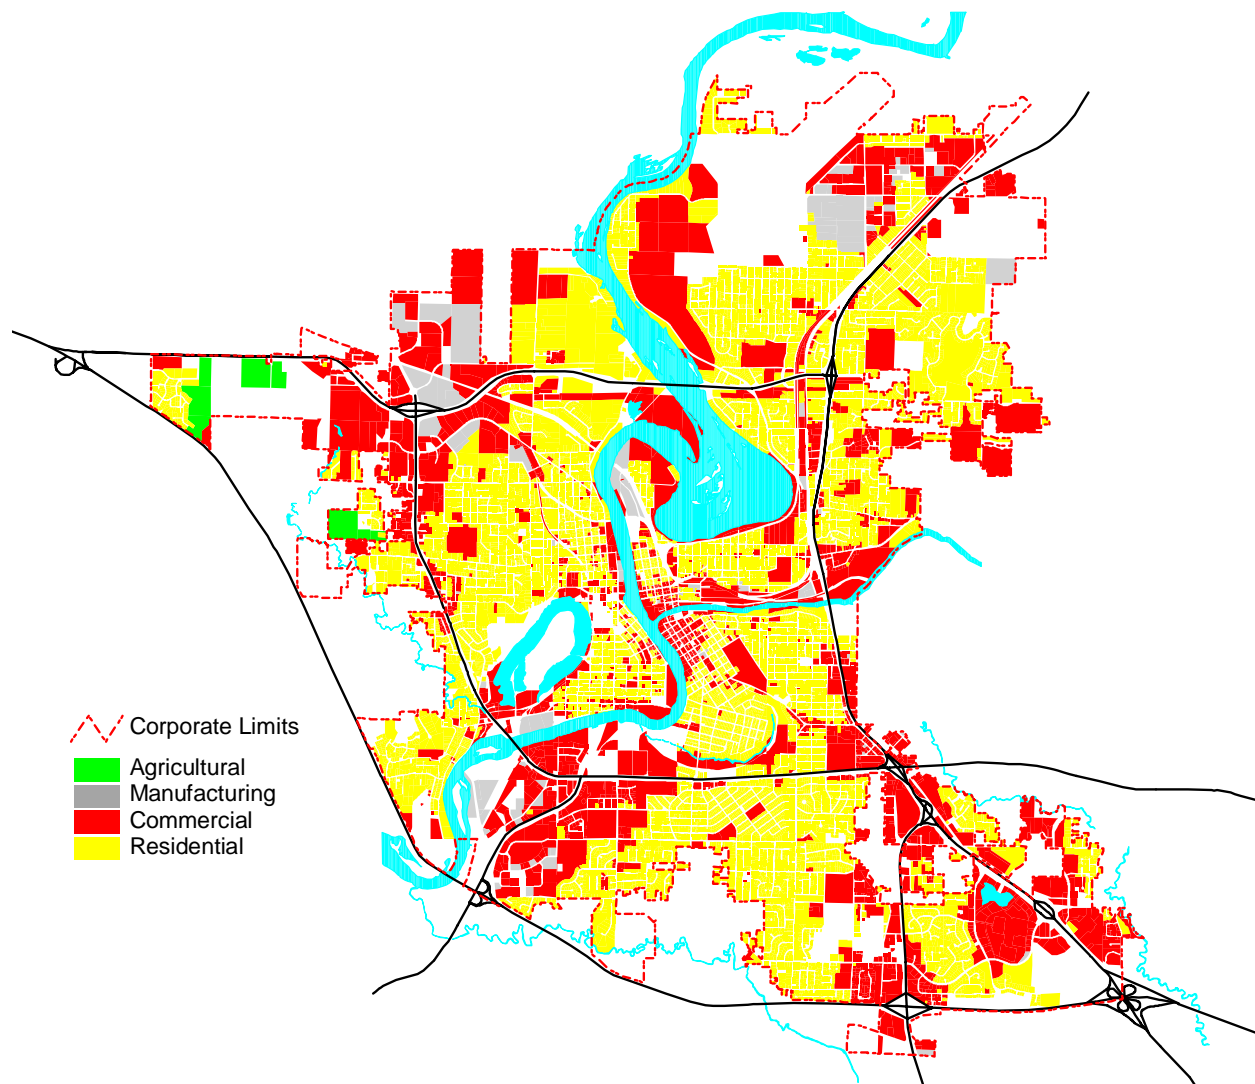 Corporate Limits
Agricultural
Manufacturing
Commercial
Residential